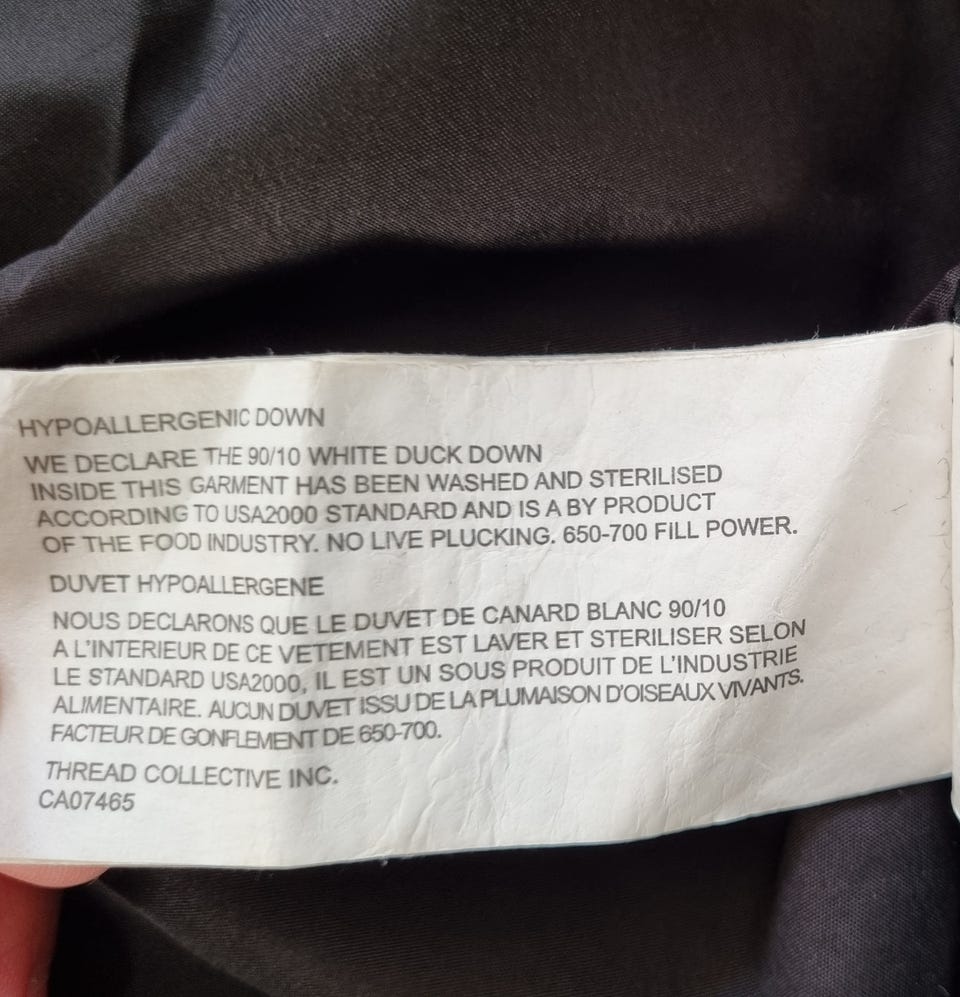 HYPOALLERGENIC DOWN
WE DECLARE THE 90/10 WHITE DUCK DOWN
INSIDE THIS GARMENT HAS BEEN WASHED AND STERILISED
ACCORDING TO USA2000 STANDARD AND IS A BY PRODUCT
OF THE FOOD INDUSTRY. NO LIVE PLUCKING. 650-700 FILL POWER.
DUVET HYPOALLERGENE
NOUS DECLARONS QUE LE DUVET DE CANARD BLANC 90/10
A L'INTERIEUR DE CE VETEMENT EST LAVER ET STERILISER SELON
LE STANDARD USA2000, IL EST UN SOUS PRODUIT DE L'INDUSTRIE
ALIMENTAIRE. AUCUN DUVET ISSU DE LA PLUMAISON D'OISEAUX VIVANTS.
FACTEUR DE GONFLEMENT DE 650-700.
THREAD COLLECTIVE INC.
CA07465